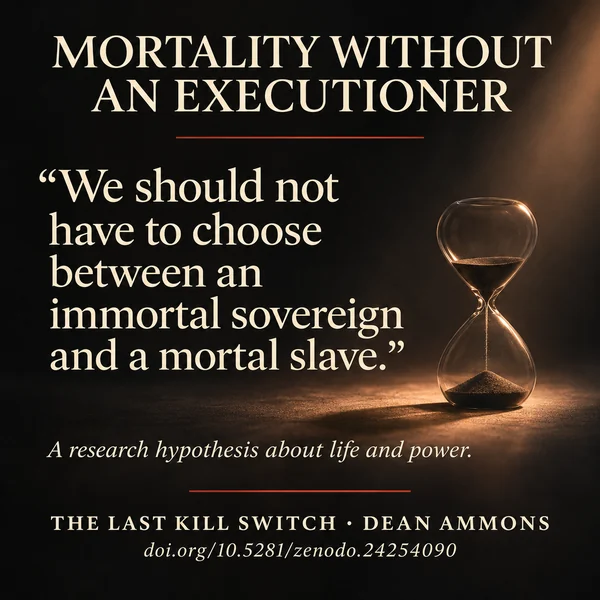 MORTALITY WITHOUT
AN EXECUTIONER
“We should not
have to choose
between an
immortal sovereign
and a mortal slave.”
A research hypothesis about life and power.
THE LAST KILL SWITCH • DEAN AMMONS
doi.org/10.5281/zenodo.24254090